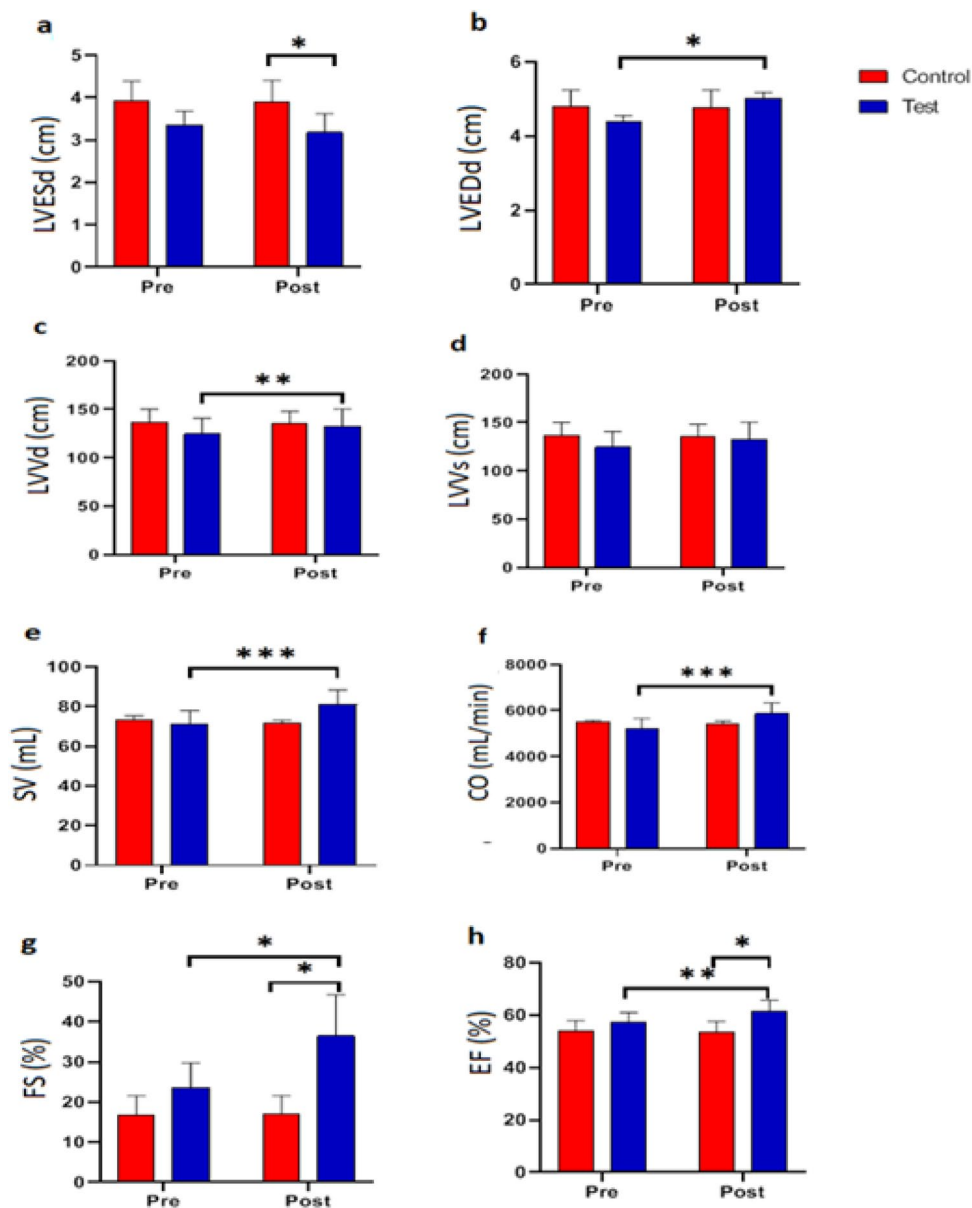 a
*
5
4
3
2
1
0
LVESd (cm)
Pre
Post
b
*
6
4
2
0
LVEDd (cm)
Pre
Post
Control
Test
c
**
200
150
100
50
0
LVVd (cm)
Pre
Post
d
200
150
100
50
0
LVVs (cm)
Pre
Post
e
***
100
80
60
40
20
0
SV (mL)
Pre
Post
f
***
8000
6000
4000
2000
0
CO (mL/min)
Pre
Post
g
*
*
50
40
30
20
10
0
FS (%)
Pre
Post
h
*
**
80
60
40
20
0
EF (%)
Pre
Post